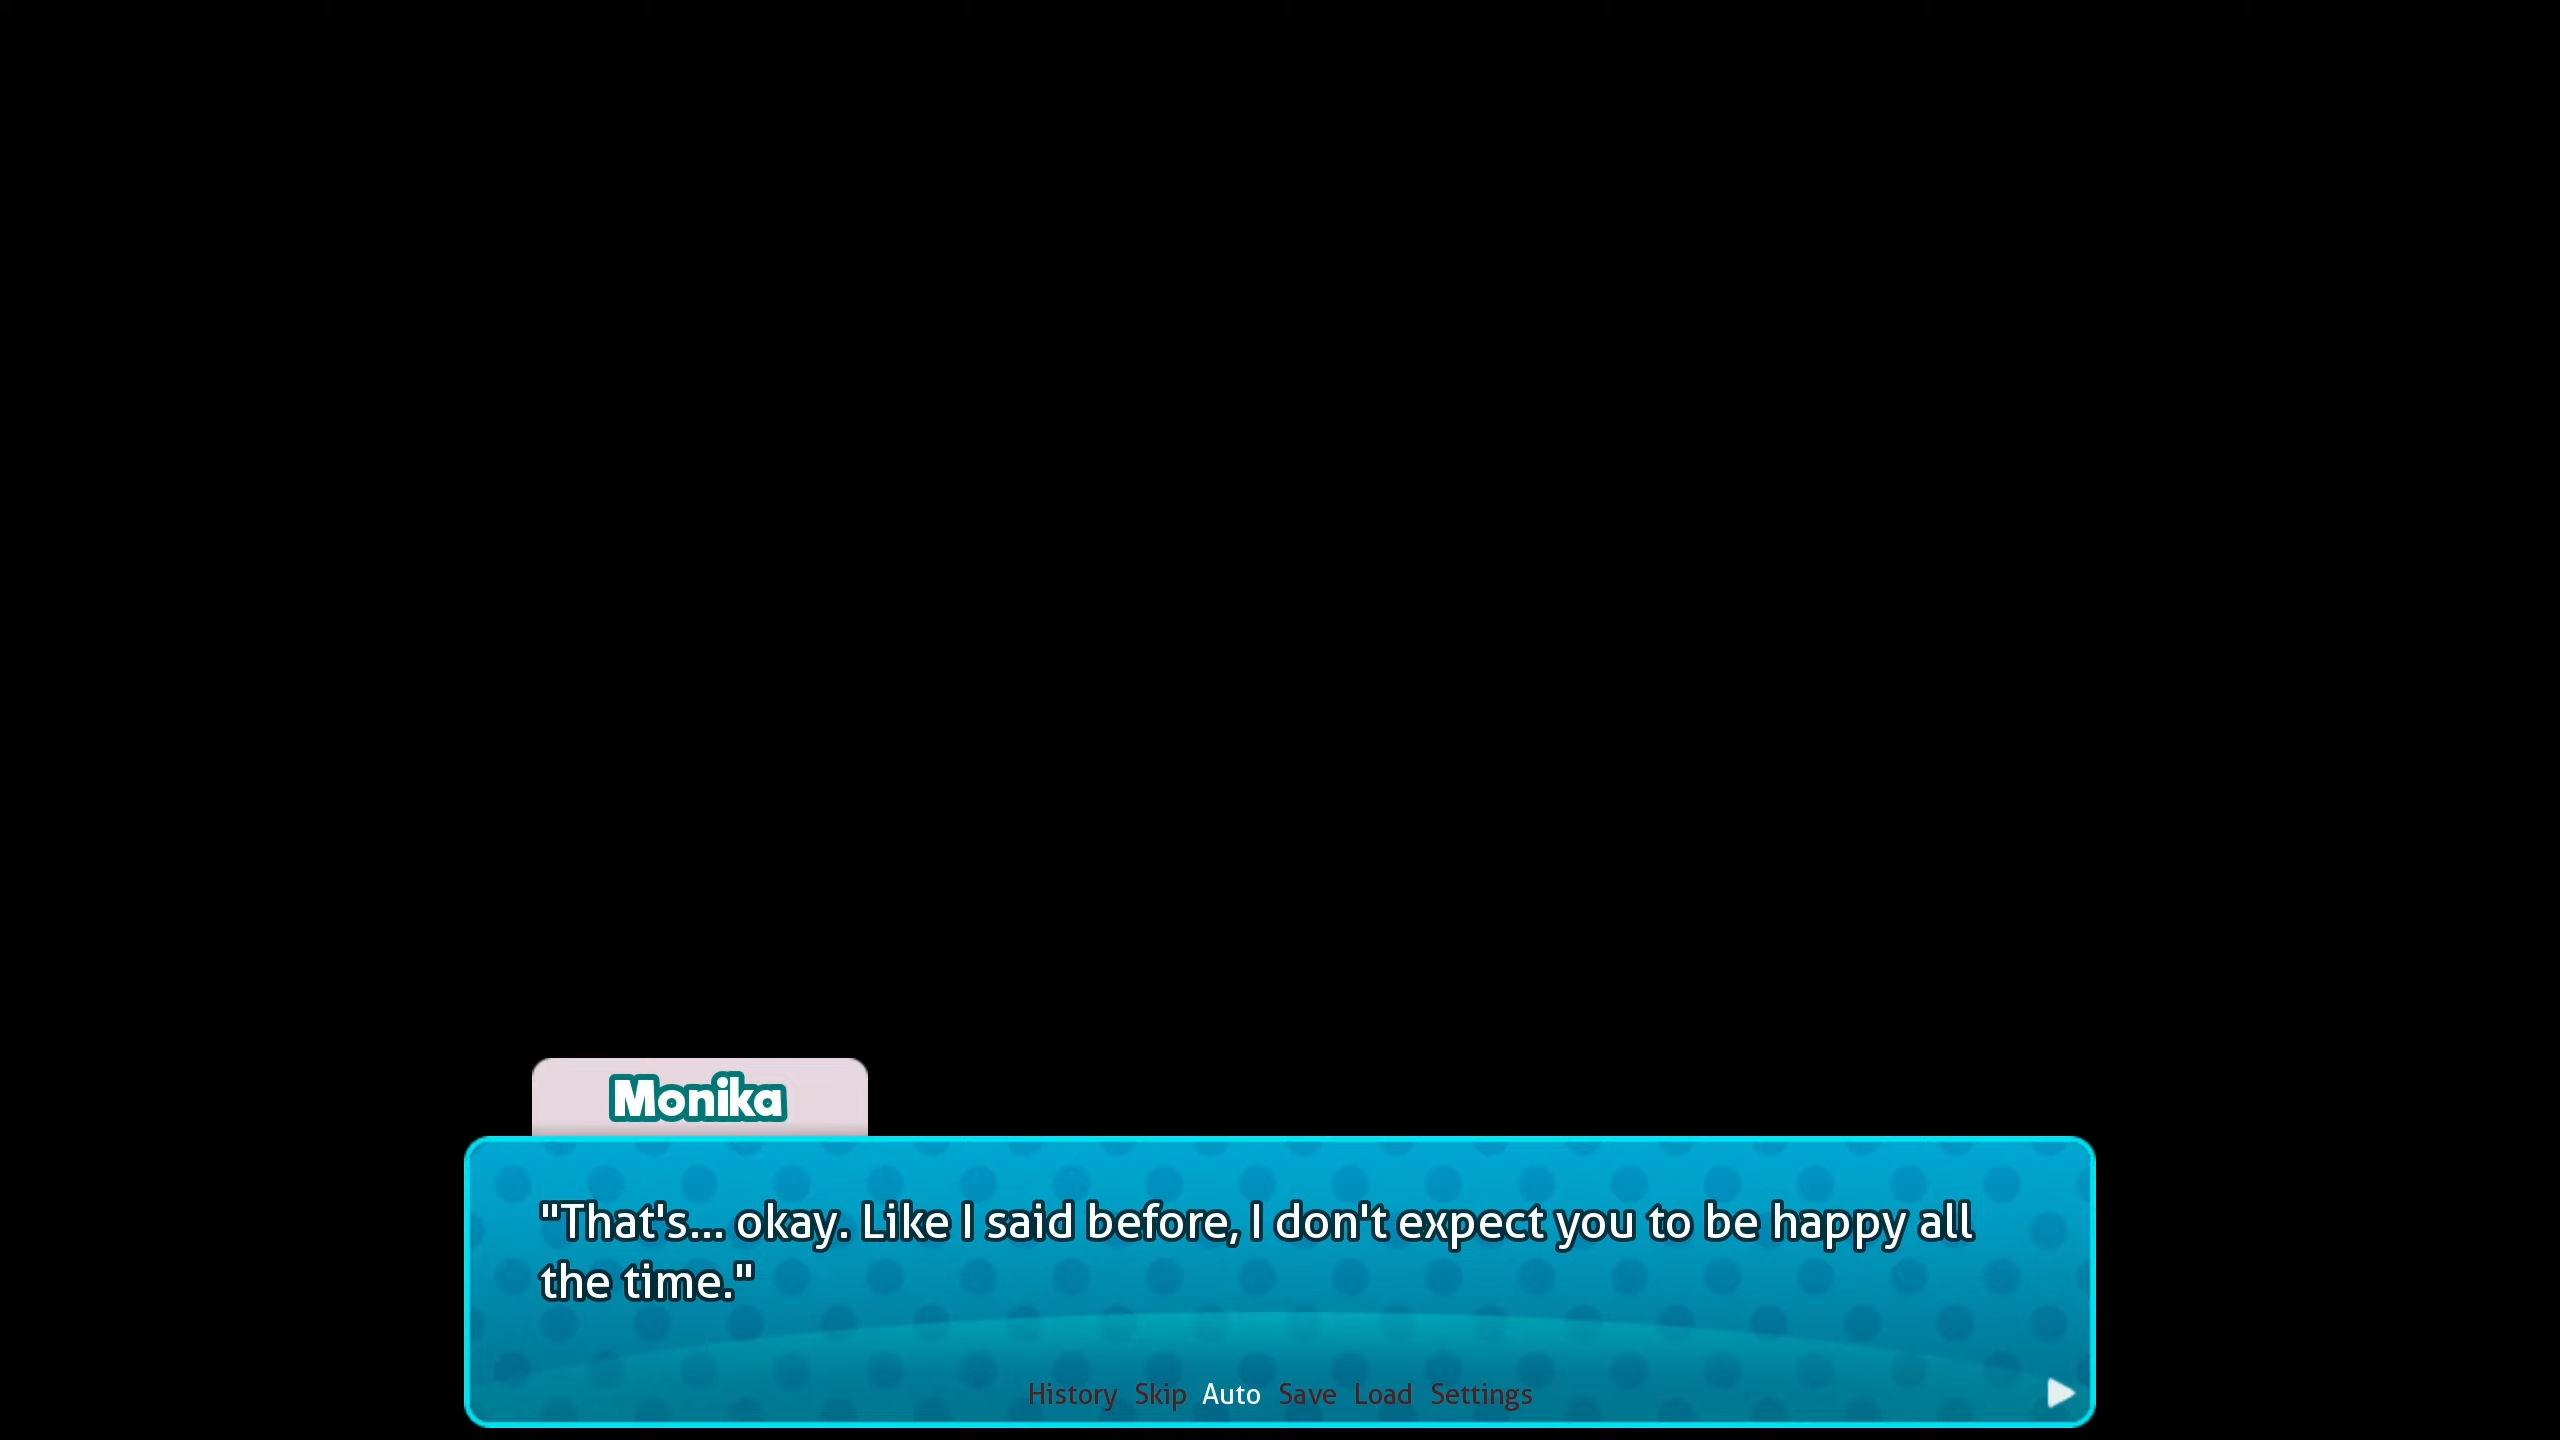 Monika
"That's... okay. Like I said before, I don't expect you to be happy all
the time."
History Skip Auto Save Load Settings